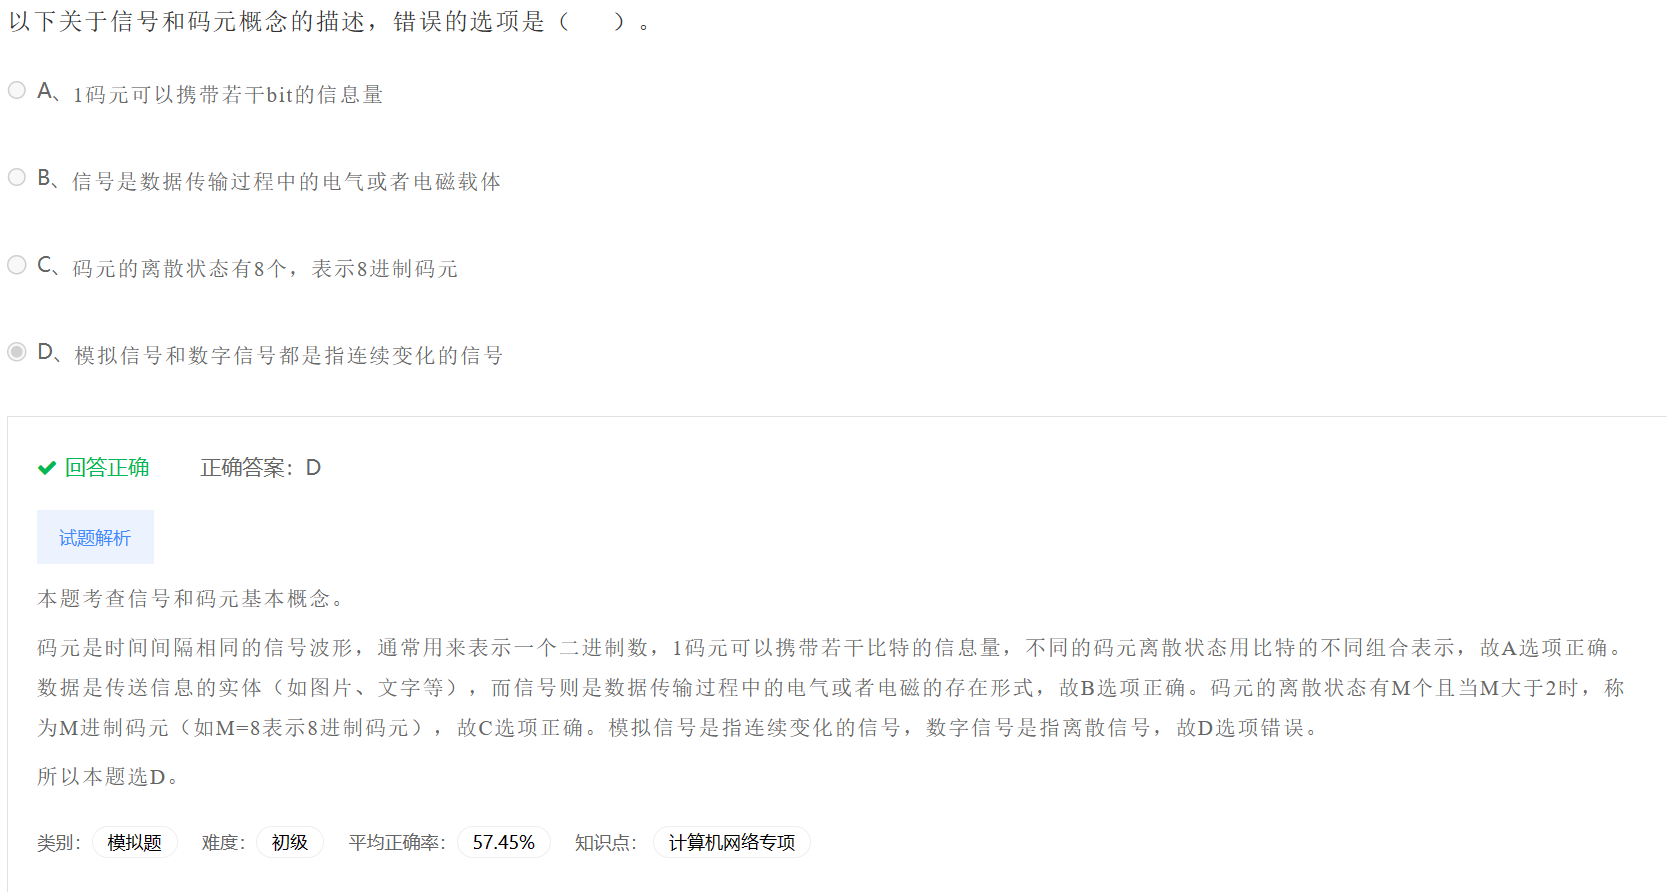 以下关于信号和码元概念的描述，错误的选项是（　　）。
A、1码元可以携带若干bit的信息量
B、信号是数据传输过程中的电气或者电磁载体
C、码元的离散状态有8个，表示8进制码元
D、模拟信号和数字信号都是指连续变化的信号
回答正确 正确答案：D
试题解析
本题考查信号和码元基本概念。
码元是时间间隔相同的信号波形，通常用来表示一个二进制数，1码元可以携带若干比特的信息量，不同的码元离散状态用比特的不同组合表示，故A选项正确。
数据是传送信息的实体（如图片、文字等），而信号则是数据传输过程中的电气或者电磁的存在形式，故B选项正确。码元的离散状态有M个且当M大于2时，称
为M进制码元（如M=8表示8进制码元），故C选项正确。模拟信号是指连续变化的信号，数字信号是指离散信号，故D选项错误。
所以本题选D。
类别： 模拟题 难度： 初级 平均正确率： 57.45% 知识点： 计算机网络专项